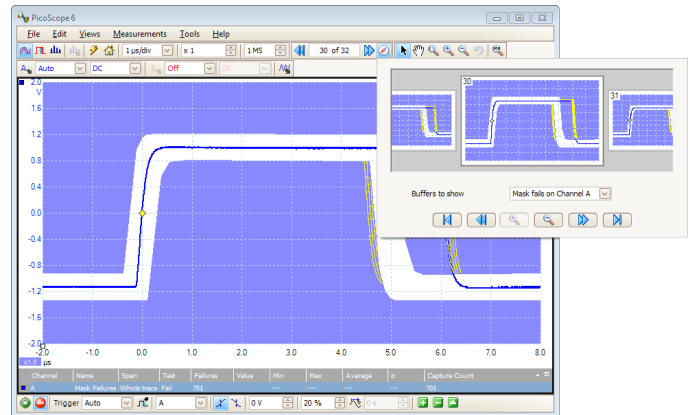 PicoScope 6
File Edit Views Measurements Tools Help
1 µs/div x 1 1 MS 30 of 32
A Auto DC Off DC
2.0
V
1.6
1.2
0.8
0.4
0.0
-0.4
-0.8
-1.2
-1.6
-2.0
-2.0 -1.0 0.0 1.0 2.0 3.0 4.0 5.0 6.0 7.0 8.0
x1.0 µs
30
31
Buffers to show Mask fails on Channel A
Channel Name Span Test Failures Value Min Max Average σ Capture Count
A Mask Failures Whole trace Fail 701 --- --- --- --- 701
Trigger Auto A 0 V 20 % 0 s